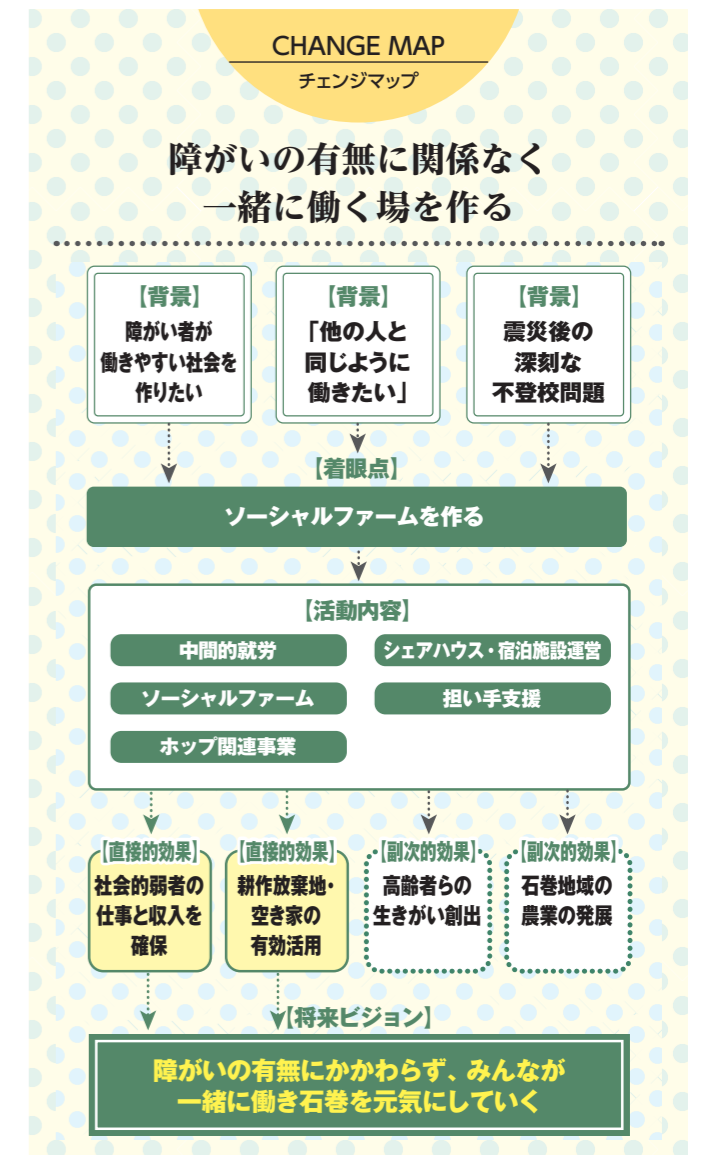 CHANGE MAP
チェンジマップ
障がいの有無に関係なく
一緒に働く場を作る
【背景】
障がい者が
働きやすい社会を
作りたい
【背景】
「他の人と
同じように
働きたい」
【背景】
震災後の
深刻な
不登校問題
【着眼点】
ソーシャルファームを作る
【活動内容】
中間的就労
シェアハウス・宿泊施設運営
ソーシャルファーム
担い手支援
ホップ関連事業
【直接的効果】
社会的弱者の
仕事と収入を
確保
【直接的効果】
耕作放棄地・
空き家の
有効活用
【副次的効果】
高齢者らの
生きがい創出
【副次的効果】
石巻地域の
農業の発展
【将来ビジョン】
障がいの有無にかかわらず、みんなが
一緒に働き石巻を元気にしていく